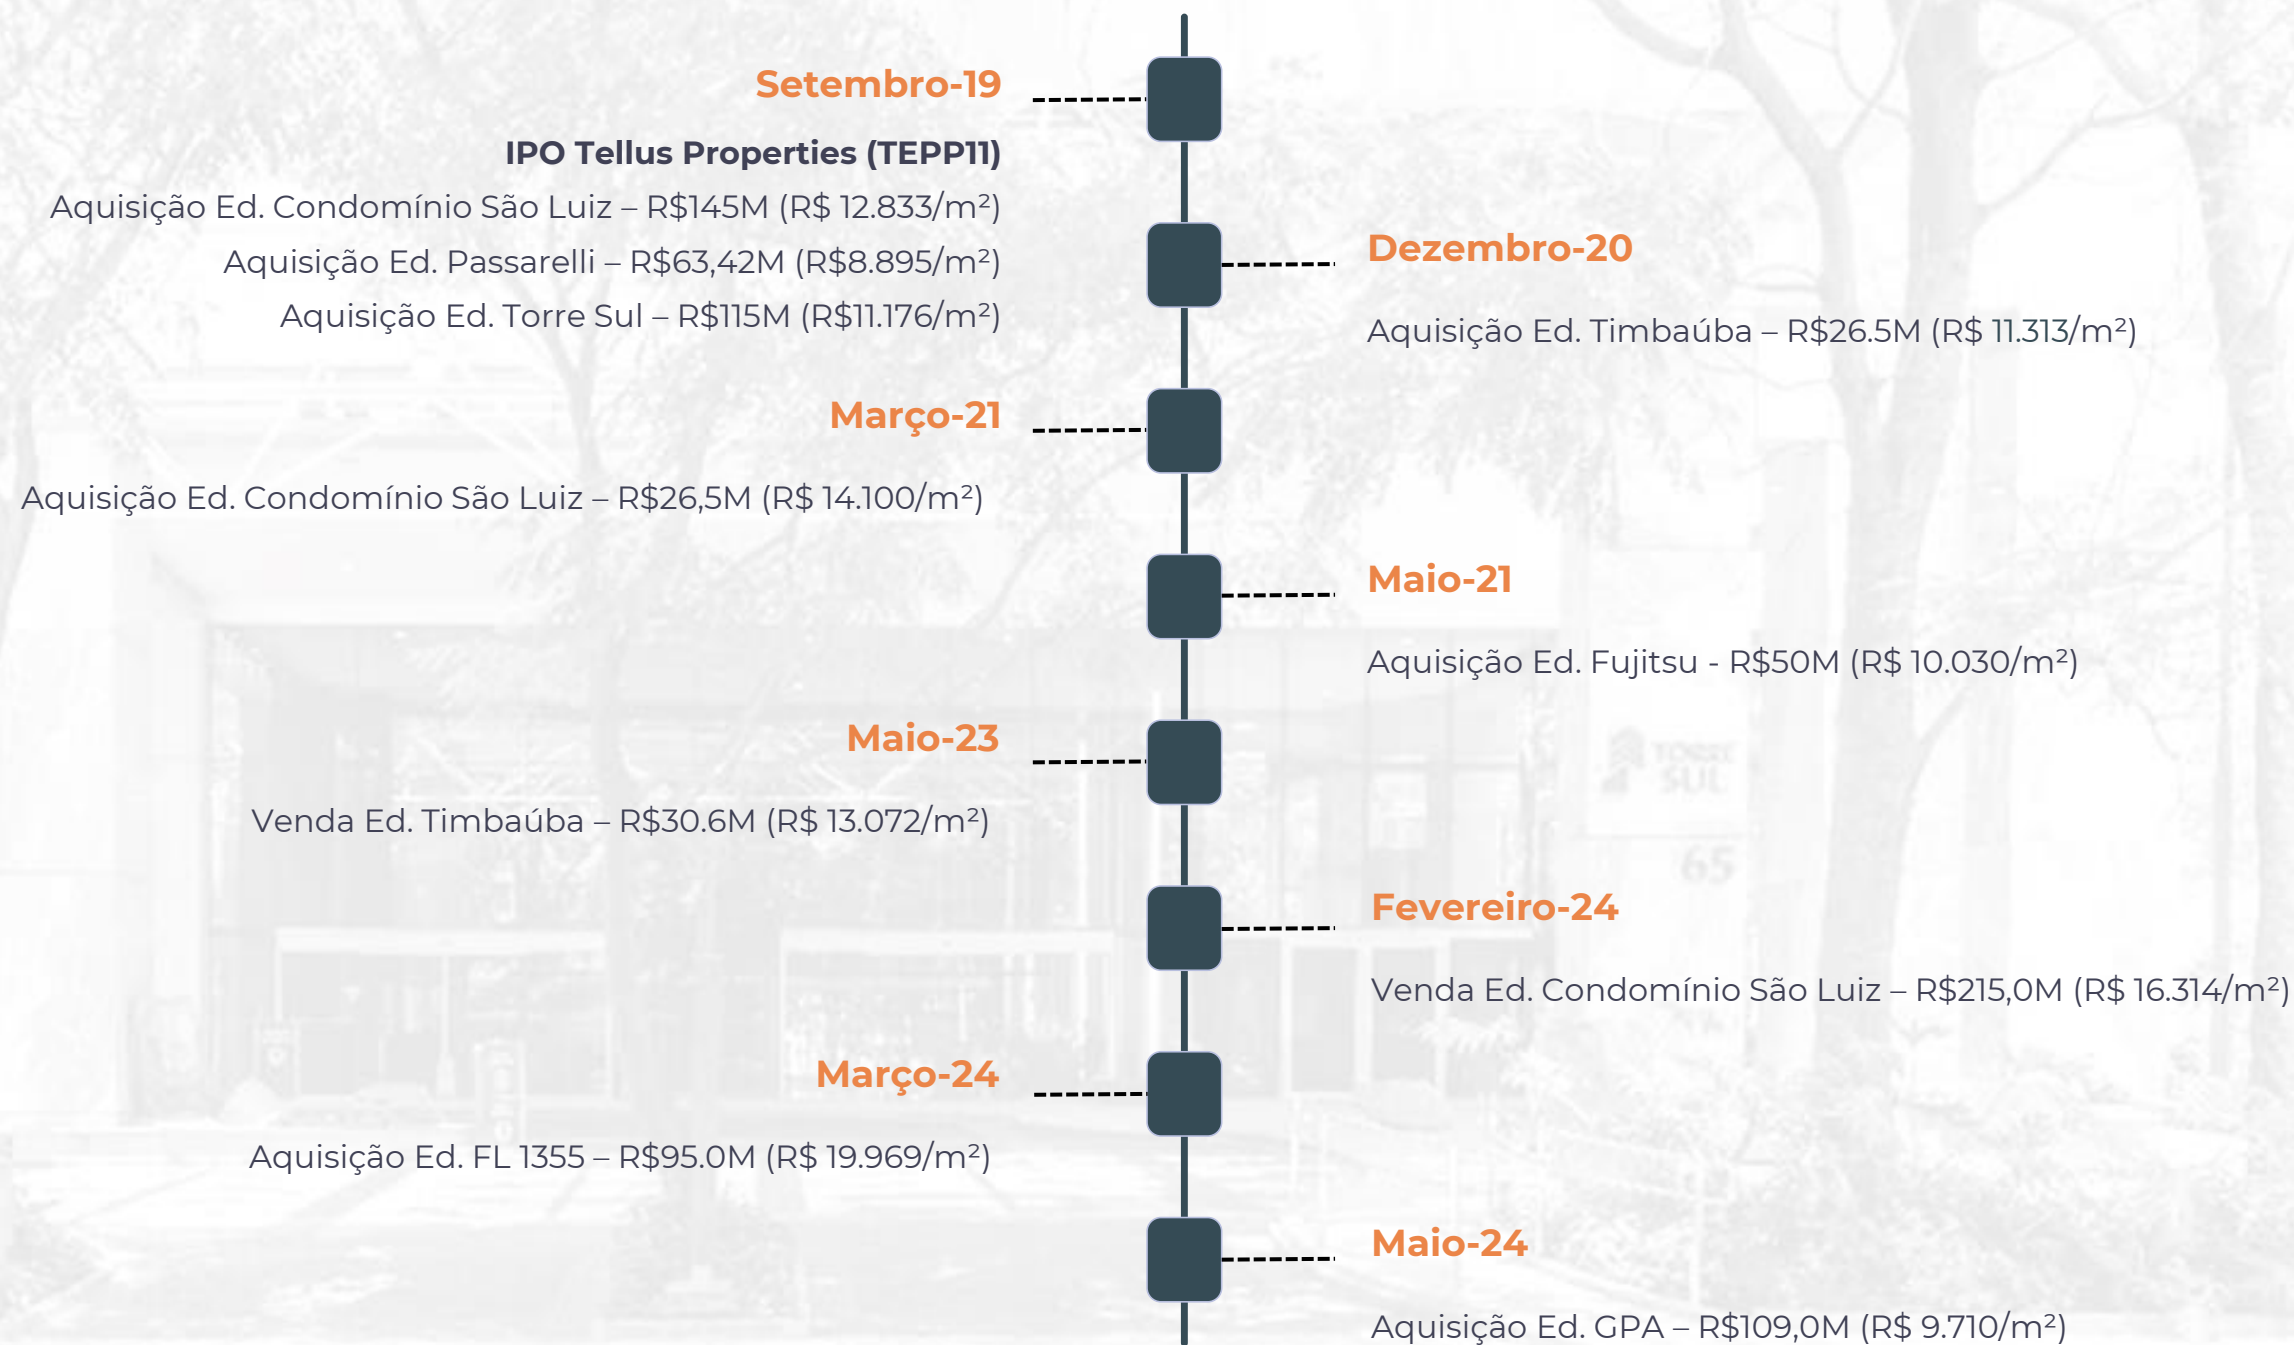 Setembro-19
IPO Tellus Properties (TEPP11)
Aquisição Ed. Condomínio São Luiz – R$145M (R$ 12.833/m²)
Aquisição Ed. Passarelli – R$63,42M (R$8.895/m²)
Aquisição Ed. Torre Sul – R$115M (R$11.176/m²)
Dezembro-20
Aquisição Ed. Timbaúba – R$26.5M (R$ 11.313/m²)
Março-21
Aquisição Ed. Condomínio São Luiz – R$26,5M (R$ 14.100/m²)
Maio-21
Aquisição Ed. Fujitsu - R$50M (R$ 10.030/m²)
Maio-23
Venda Ed. Timbaúba – R$30.6M (R$ 13.072/m²)
TORRE
SUL
65
Fevereiro-24
Venda Ed. Condomínio São Luiz – R$215,0M (R$ 16.314/m²)
Março-24
Aquisição Ed. FL 1355 – R$95.0M (R$ 19.969/m²)
Maio-24
Aquisição Ed. GPA – R$109,0M (R$ 9.710/m²)